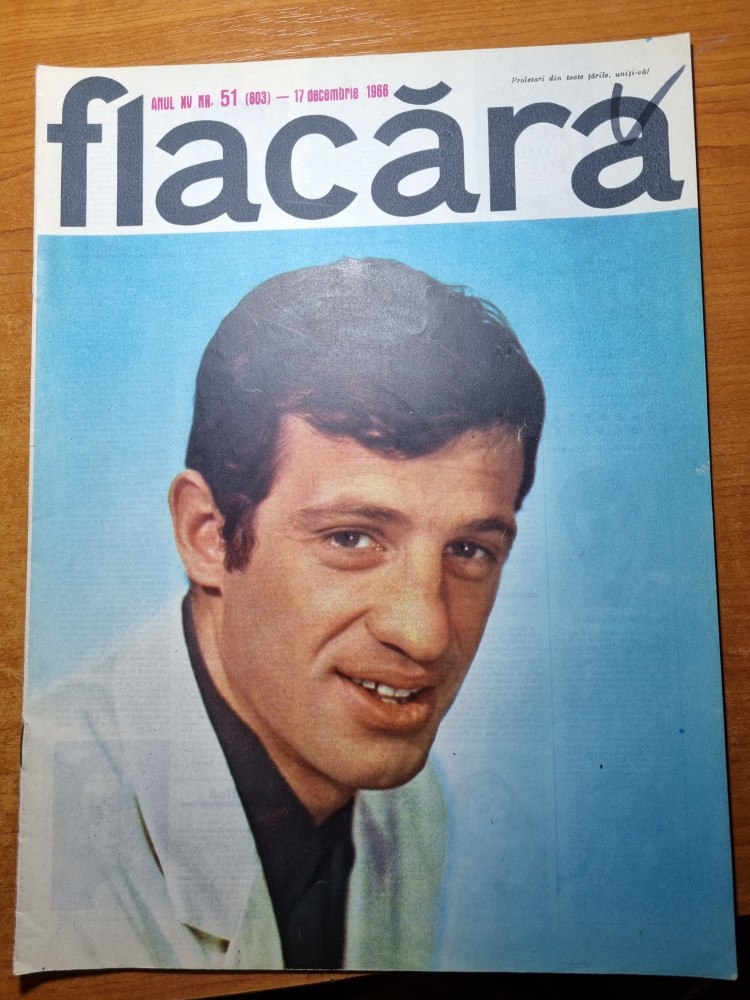 Proletari din toate țările, uniți-vă!
ANUL XV NR. 51 (603) — 17 decembrie 1966
flacăra